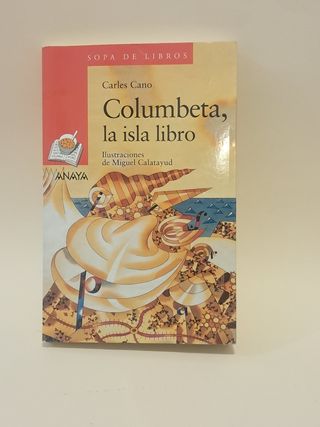 SOPA DE LIBROS
Carles Cano
Columbeta,
la isla libro
Ilustraciones
de Miguel Calatayud
ANAYA